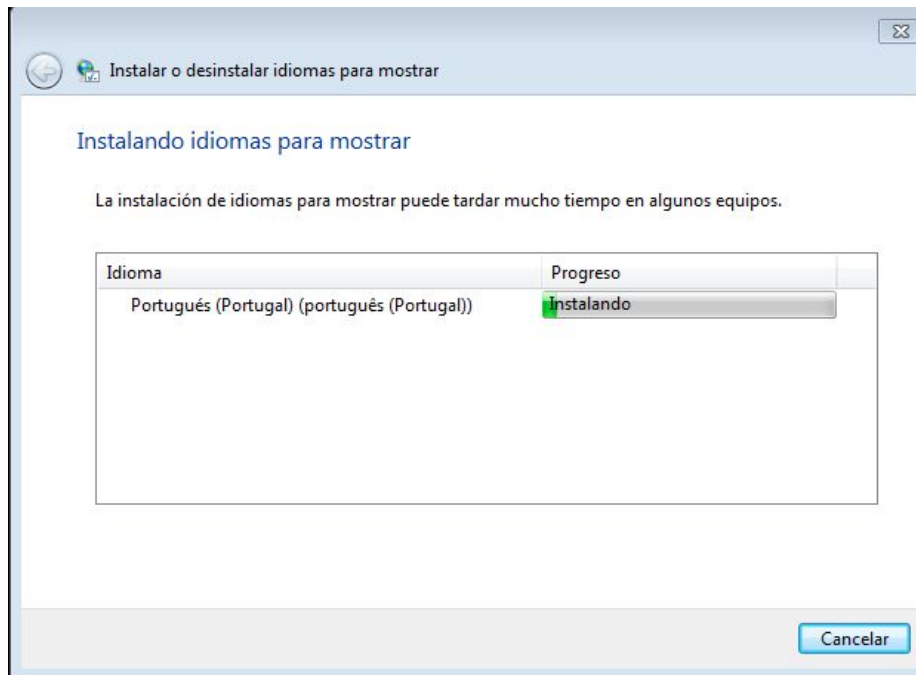 Instalar o desinstalar idiomas para mostrar
Instalando idiomas para mostrar
La instalación de idiomas para mostrar puede tardar mucho tiempo en algunos equipos.
Idioma Progreso
Portugués (Portugal) (português (Portugal)) Instalando
Cancelar